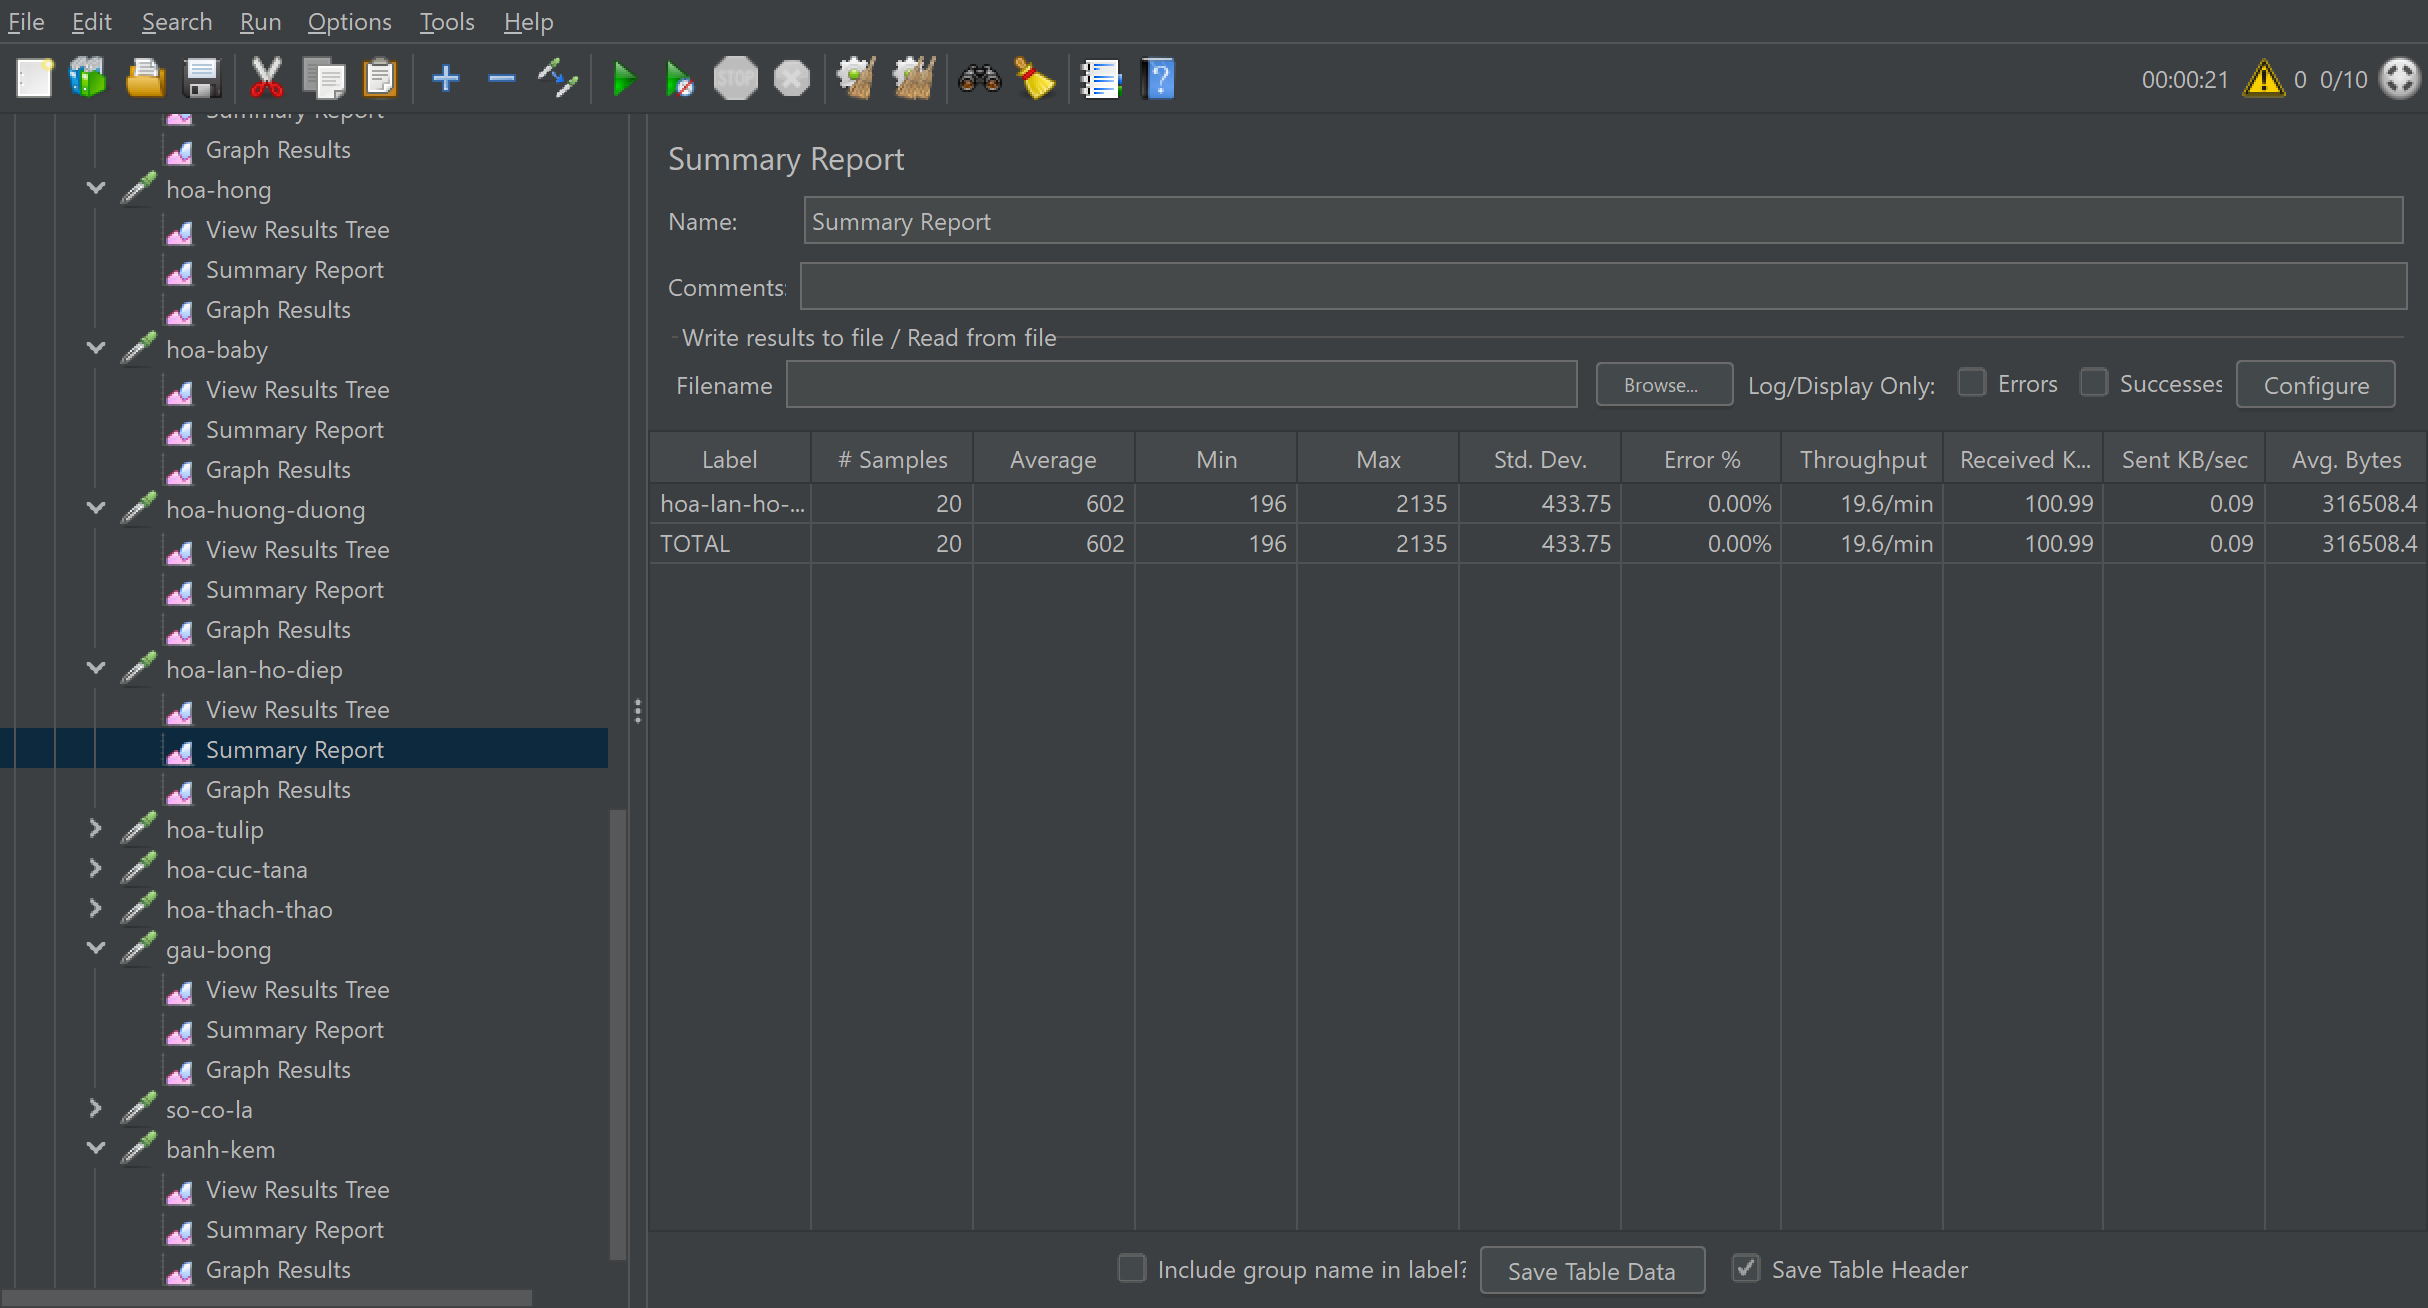 File Edit Search Run Options Tools Help
STOP
00:00:21 0 0/10
Summary Report
Graph Results
hoa-hong
View Results Tree
Summary Report
Graph Results
hoa-baby
View Results Tree
Summary Report
Graph Results
hoa-huong-duong
View Results Tree
Summary Report
Graph Results
hoa-lan-ho-diep
View Results Tree
Summary Report
Graph Results
hoa-tulip
hoa-cuc-tana
hoa-thach-thao
gau-bong
View Results Tree
Summary Report
Graph Results
so-co-la
banh-kem
View Results Tree
Summary Report
Graph Results
Summary Report
Name: Summary Report
Comments:
Write results to file / Read from file
Filename Browse... Log/Display Only: Errors Successes Configure
Label # Samples Average Min Max Std. Dev. Error % Throughput Received K... Sent KB/sec Avg. Bytes
hoa-lan-ho-... 20 602 196 2135 433.75 0.00% 19.6/min 100.99 0.09 316508.4
TOTAL 20 602 196 2135 433.75 0.00% 19.6/min 100.99 0.09 316508.4
Include group name in label? Save Table Data Save Table Header